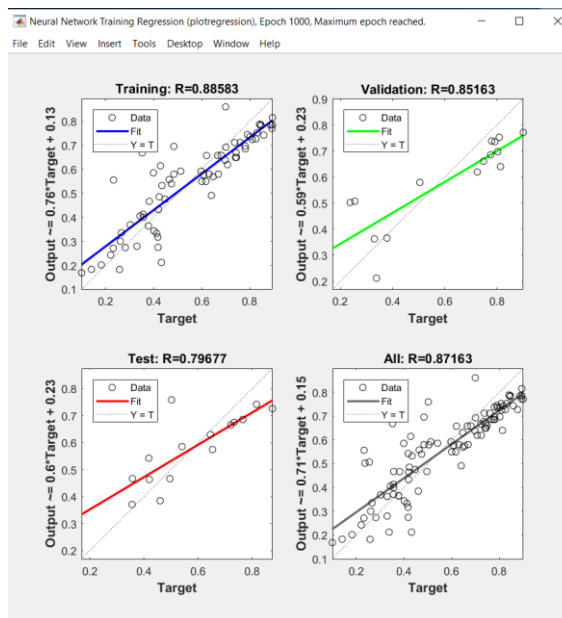 Neural Network Training Regression (plotregression), Epoch 1000, Maximum epoch reached.
File Edit View Insert Tools Desktop Window Help
Training: R=0.88583
Output ~= 0.76*Target + 0.13
0.8
0.7
0.6
0.5
0.4
0.3
0.2
0.1
Data
Fit
Y = T
0.2 0.4 0.6 0.8
Target
Validation: R=0.85163
Output ~= 0.59*Target + 0.23
0.9
0.8
0.7
0.6
0.5
0.4
0.3
0.2
Data
Fit
Y = T
0.2 0.4 0.6 0.8
Target
Test: R=0.79677
Output ~= 0.6*Target + 0.23
0.8
0.7
0.6
0.5
0.4
0.3
0.2
Data
Fit
Y = T
0.2 0.4 0.6 0.8
Target
All: R=0.87163
Output ~= 0.71*Target + 0.15
0.8
0.7
0.6
0.5
0.4
0.3
0.2
0.1
Data
Fit
Y = T
0.2 0.4 0.6 0.8
Target